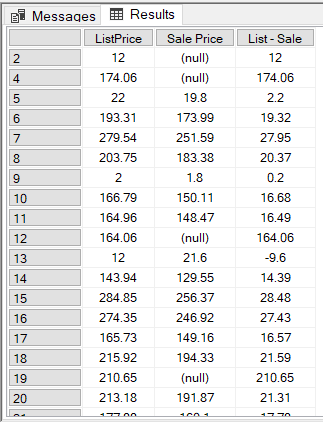 Messages Results
ListPrice Sale Price List - Sale
2 12 (null) 12
4 174.06 (null) 174.06
5 22 19.8 2.2
6 193.31 173.99 19.32
7 279.54 251.59 27.95
8 203.75 183.38 20.37
9 2 1.8 0.2
10 166.79 150.11 16.68
11 164.96 148.47 16.49
12 164.06 (null) 164.06
13 12 21.6 -9.6
14 143.94 129.55 14.39
15 284.85 256.37 28.48
16 274.35 246.92 27.43
17 165.73 149.16 16.57
18 215.92 194.33 21.59
19 210.65 (null) 210.65
20 213.18 191.87 21.31